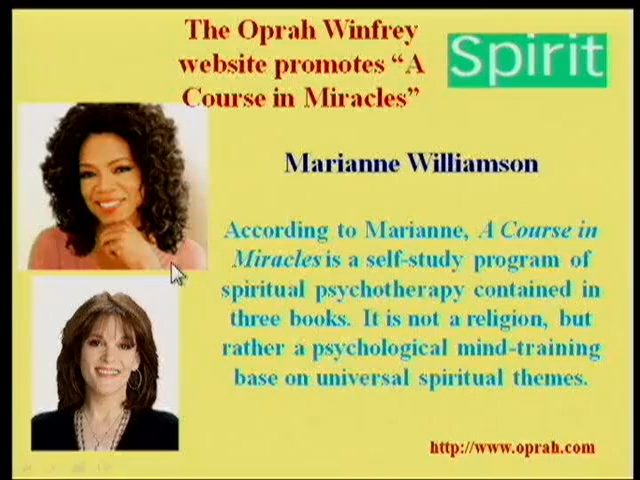 The Oprah Winfrey
website promotes “A
Course in Miracles”
Spirit
Marianne Williamson
According to Marianne, A Course in
Miracles is a self-study program of
spiritual psychotherapy contained in
three books. It is not a religion, but
rather a psychological mind-training
base on universal spiritual themes.
http://www.oprah.com